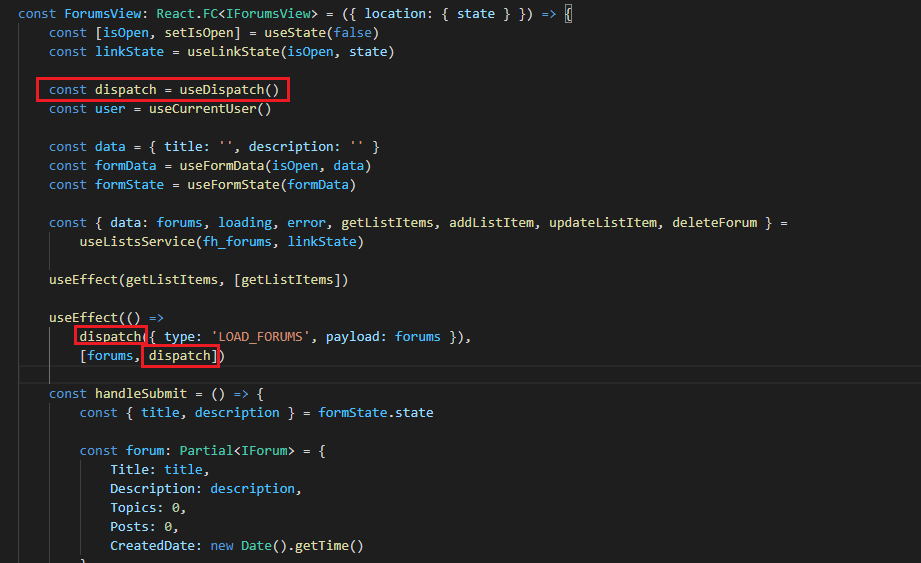 const ForumsView: React.FC<IForumsView> = ({ location: { state } }) => {
const [isOpen, setIsOpen] = useState(false)
const linkState = useLinkState(isOpen, state)
const dispatch = useDispatch()
const user = useCurrentUser()
const data = { title: '', description: '' }
const formData = useFormData(isOpen, data)
const formState = useFormState(formData)
const { data: forums, loading, error, getListItems, addListItem, updateListItem, deleteForum } =
useListsService(fh_forums, linkState)
useEffect(getListItems, [getListItems])
useEffect(() =>
dispatch({ type: 'LOAD_FORUMS', payload: forums }),
[forums, dispatch])
const handleSubmit = () => {
const { title, description } = formState.state
const forum: Partial<IForum> = {
Title: title,
Description: description,
Topics: 0,
Posts: 0,
CreatedDate: new Date().getTime()